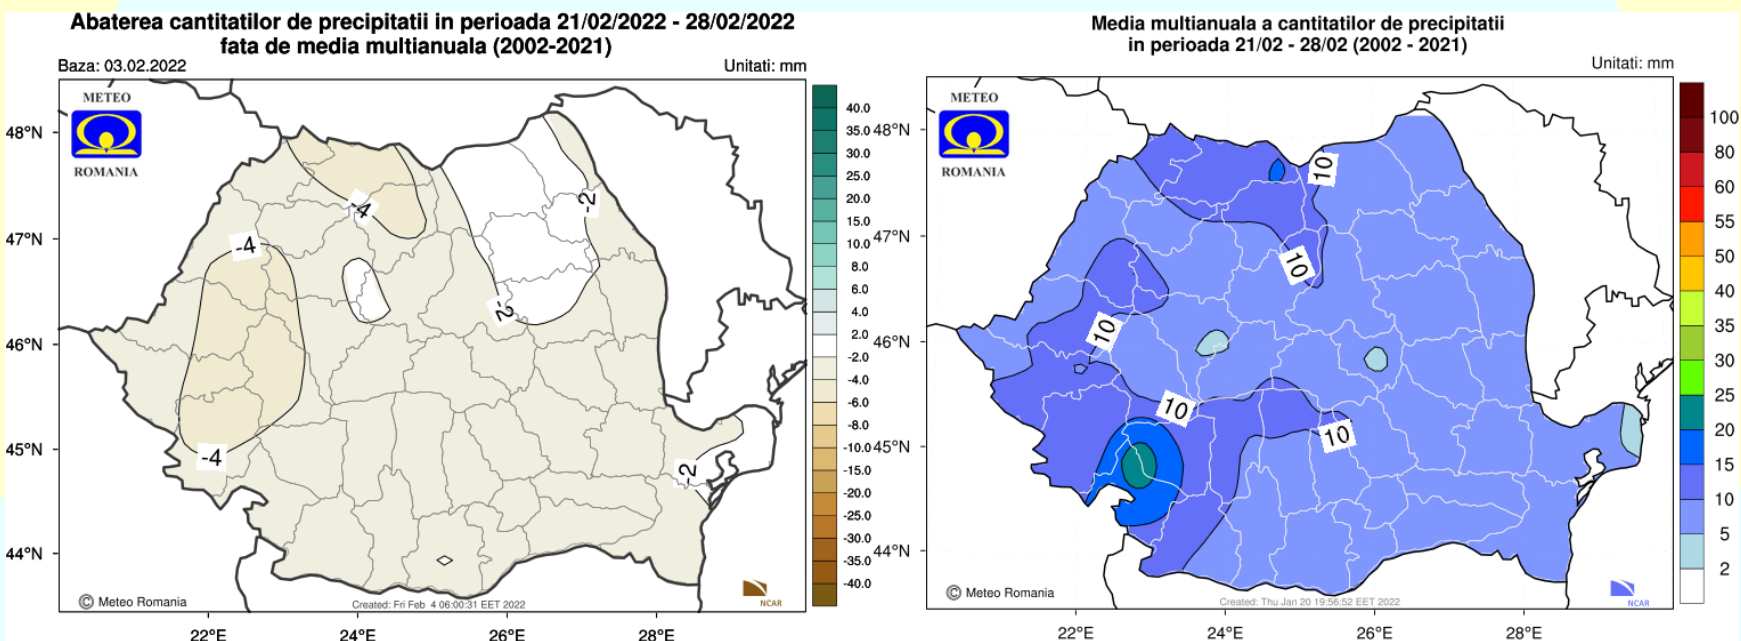 Abaterea cantitatilor de precipitatii in perioada 21/02/2022 - 28/02/2022
fata de media multianuala (2002-2021)
Baza: 03.02.2022
Unitati: mm
METEO
ROMANIA
48°N
47°N
46°N
45°N
44°N
22°E
24°E
26°E
28°E
-4
-4
-4
-2
-2
-2
40.0
35.0
30.0
25.0
20.0
15.0
10.0
8.0
6.0
4.0
2.0
-2.0
-4.0
-6.0
-8.0
-10.0
-15.0
-20.0
-25.0
-30.0
-35.0
-40.0
© Meteo Romania
Created: Fri Feb 4 06:00:31 EET 2022
NCAR
Media multianuala a cantitatilor de precipitatii
in perioada 21/02 - 28/02 (2002 - 2021)
Unitati: mm
METEO
ROMANIA
48°N
47°N
46°N
45°N
44°N
22°E
24°E
26°E
28°E
10
10
10
10
10
100
80
60
55
50
40
35
30
25
20
15
10
5
2
© Meteo Romania
Created: Thu Jan 20 19:56:52 EET 2022
NCAR